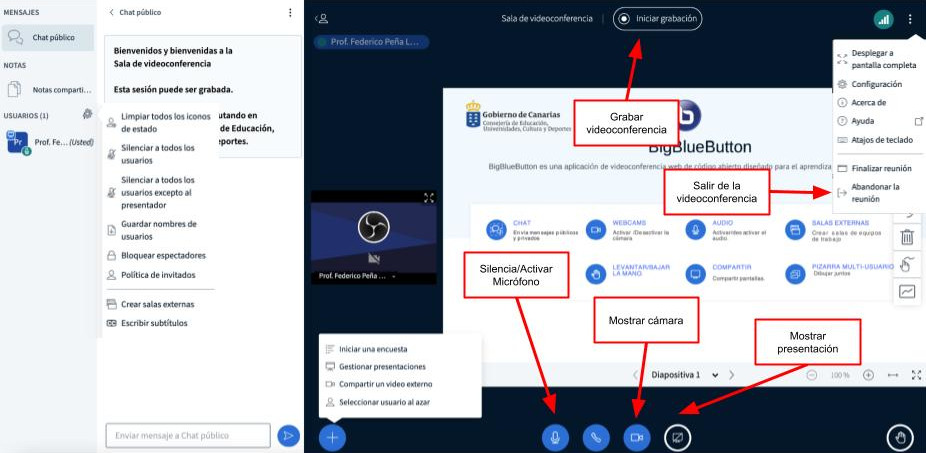 MENSAJES
Chat público
NOTAS
Notas comparti...
USUARIOS (1)
Pr
Prof. Fe... (Usted)
Chat público
Bienvenidos y bienvenidas a la
Sala de videoconferencia
Esta sesión puede ser grabada.
utando en
de Educación,
eportes.
Limpiar todos los iconos
de estado
Silenciar a todos los
usuarios
Silenciar a todos los
usuarios excepto al
presentador
Guardar nombres de
usuarios
Bloquear espectadores
Política de invitados
Crear salas externas
Escribir subtítulos
Enviar mensaje a Chat público
Sala de videoconferencia
Iniciar grabación
Prof. Federico Peña L...
Desplegar a
pantalla completa
Configuración
Acerca de
Ayuda
Atajos de teclado
Finalizar reunión
Abandonar la
reunión
Gobierno de Canarias
Consejería de Educación,
Universidades, Cultura y Deportes
Grabar
videoconferencia
BigBlueButton
BigBlueButton es una aplicación de videoconferencia web de código abierto diseñado para el aprendiza
Salir de la
videoconferencia
CHAT
Envía mensajes públicos
y privados
WEBCAMS
Activar /Desactivar la
cámara
AUDIO
Activar/des activar el
audio.
SALAS EXTERNAS
Crear salas de equipos
de trabajo
LEVANTAR/BAJAR
LA MANO
COMPARTIR
Compartir pantallas.
PIZARRA MULTI-USUARIO
Dibujar juntos
Prof. Federico Peña ...
Silencia/Activar
Micrófono
Mostrar cámara
Mostrar
presentación
Iniciar una encuesta
Gestionar presentaciones
Compartir un video externo
Seleccionar usuario al azar
Diapositiva 1
100 %